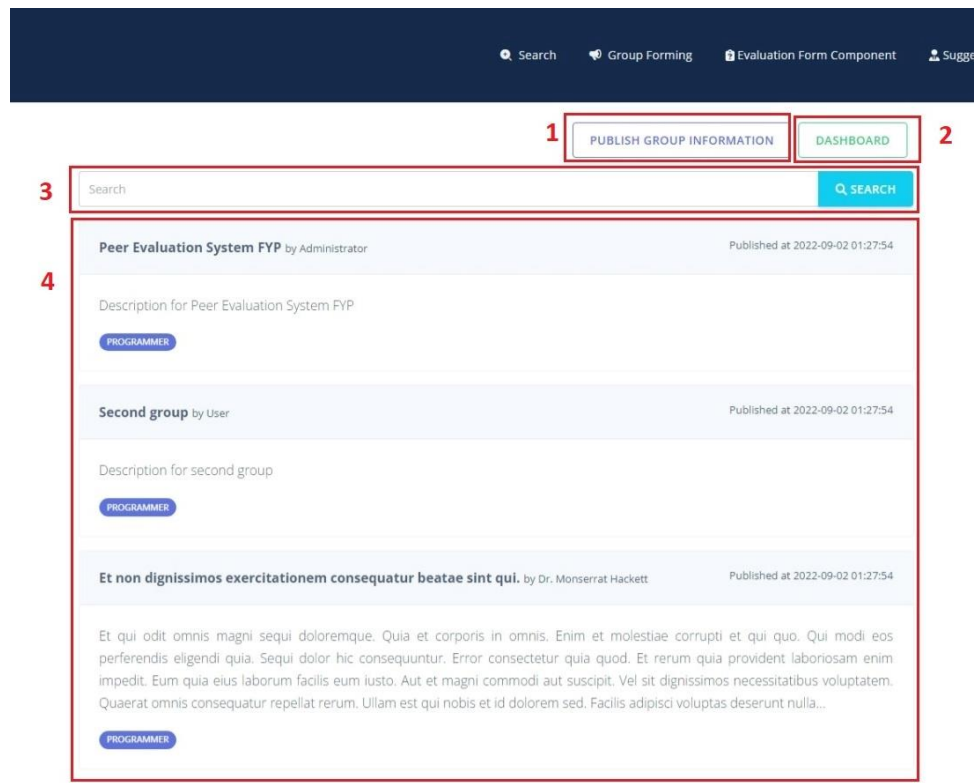 Search Group Forming Evaluation Form Component Sugge
1 PUBLISH GROUP INFORMATION DASHBOARD 2
3 Search SEARCH
4
Peer Evaluation System FYP by Administrator Published at 2022-09-02 01:27:54
Description for Peer Evaluation System FYP
PROGRAMMER
Second group by User Published at 2022-09-02 01:27:54
Description for second group
PROGRAMMER
Et non dignissimos exercitationem consequatur beatae sint qui. by Dr. Monserrat Hackett Published at 2022-09-02 01:27:54
Et qui odit omnis magni sequi doloremque. Quia et corporis in omnis. Enim et molestiae corrupti et qui quo. Qui modi eos
perferendis eligendi quia. Sequi dolor hic consequuntur. Error consectetur quia quod. Et rerum quia provident laboriosam enim
impedit. Eum quia eius laborum facilis eum iusto. Aut et magni commodi aut suscipit. Vel sit dignissimos necessitatibus voluptatem.
Quaerat omnis consequatur repellat rerum. Ullam est qui nobis et id dolorem sed. Facilis adipisci voluptas deserunt nulla...
PROGRAMMER